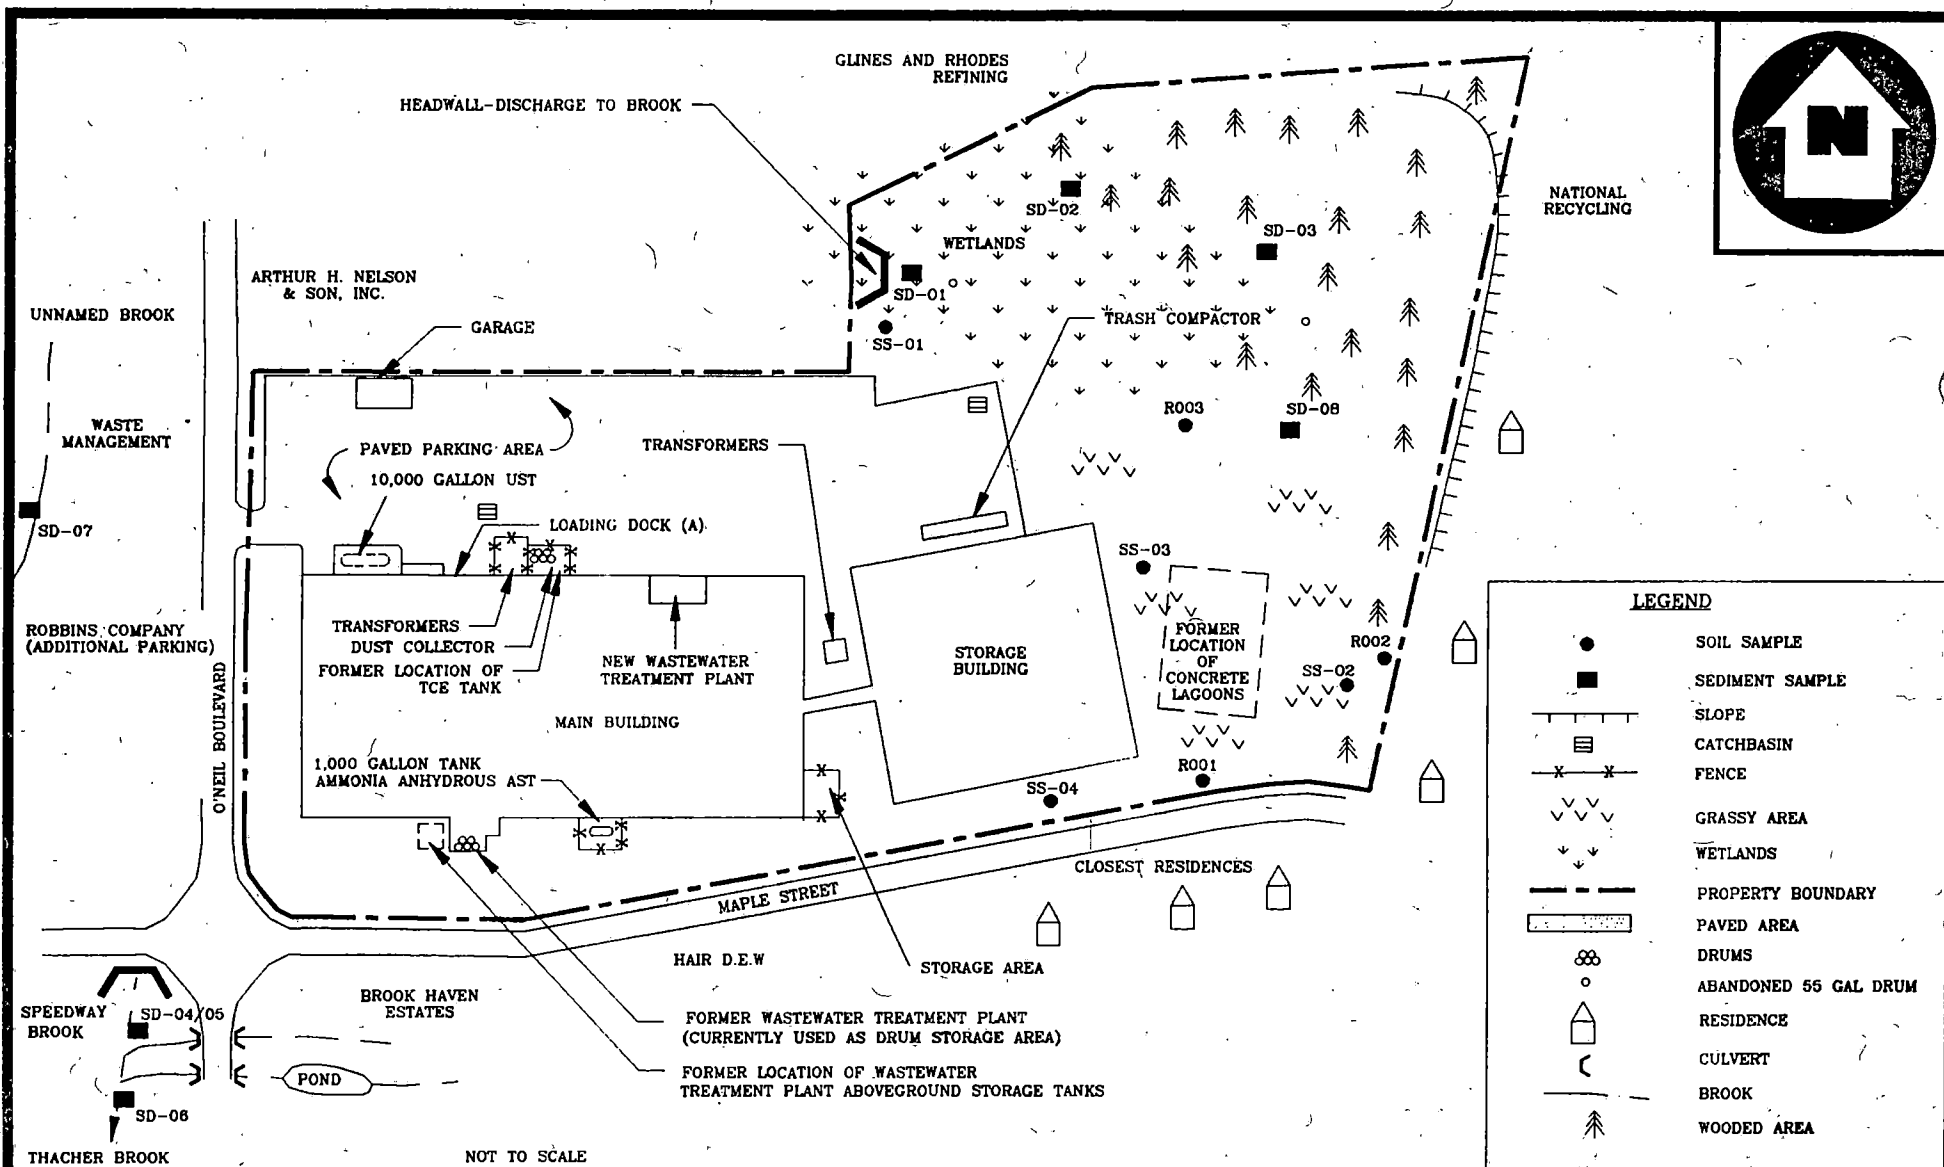 GLINES AND RHODES
REFINING
HEADWALL-DISCHARGE TO BROOK
N
NATIONAL
RECYCLING
SD-02
SD-03
WETLANDS
ARTHUR H. NELSON
& SON, INC.
SD-01
UNNAMED BROOK
GARAGE
TRASH COMPACTOR
SS-01
R003
SD-08
WASTE
MANAGEMENT
PAVED PARKING AREA
TRANSFORMERS
10,000 GALLON UST
LOADING DOCK (A)
SD-07
SS-03
ROBBINS COMPANY
(ADDITIONAL PARKING)
TRANSFORMERS
DUST COLLECTOR
FORMER LOCATION OF
TCE TANK
NEW WASTEWATER
TREATMENT PLANT
STORAGE
BUILDING
FORMER
LOCATION
OF
CONCRETE
LAGOONS
R002
SS-02
MAIN BUILDING
O'NEIL BOULEVARD
1,000 GALLON TANK
AMMONIA ANHYDROUS AST
R001
SS-04
CLOSEST RESIDENCES
MAPLE STREET
HAIR D.E.W
STORAGE AREA
BROOK HAVEN
ESTATES
SPEEDWAY
BROOK
SD-04/05
FORMER WASTEWATER TREATMENT PLANT
(CURRENTLY USED AS DRUM STORAGE AREA)
POND
FORMER LOCATION OF WASTEWATER
TREATMENT PLANT ABOVEGROUND STORAGE TANKS
SD-06
THACHER BROOK
NOT TO SCALE
LEGEND
SOIL SAMPLE
SEDIMENT SAMPLE
SLOPE
CATCHBASIN
FENCE
GRASSY AREA
WETLANDS
PROPERTY BOUNDARY
PAVED AREA
DRUMS
ABANDONED 55 GAL DRUM
RESIDENCE
CULVERT
BROOK
WOODED AREA